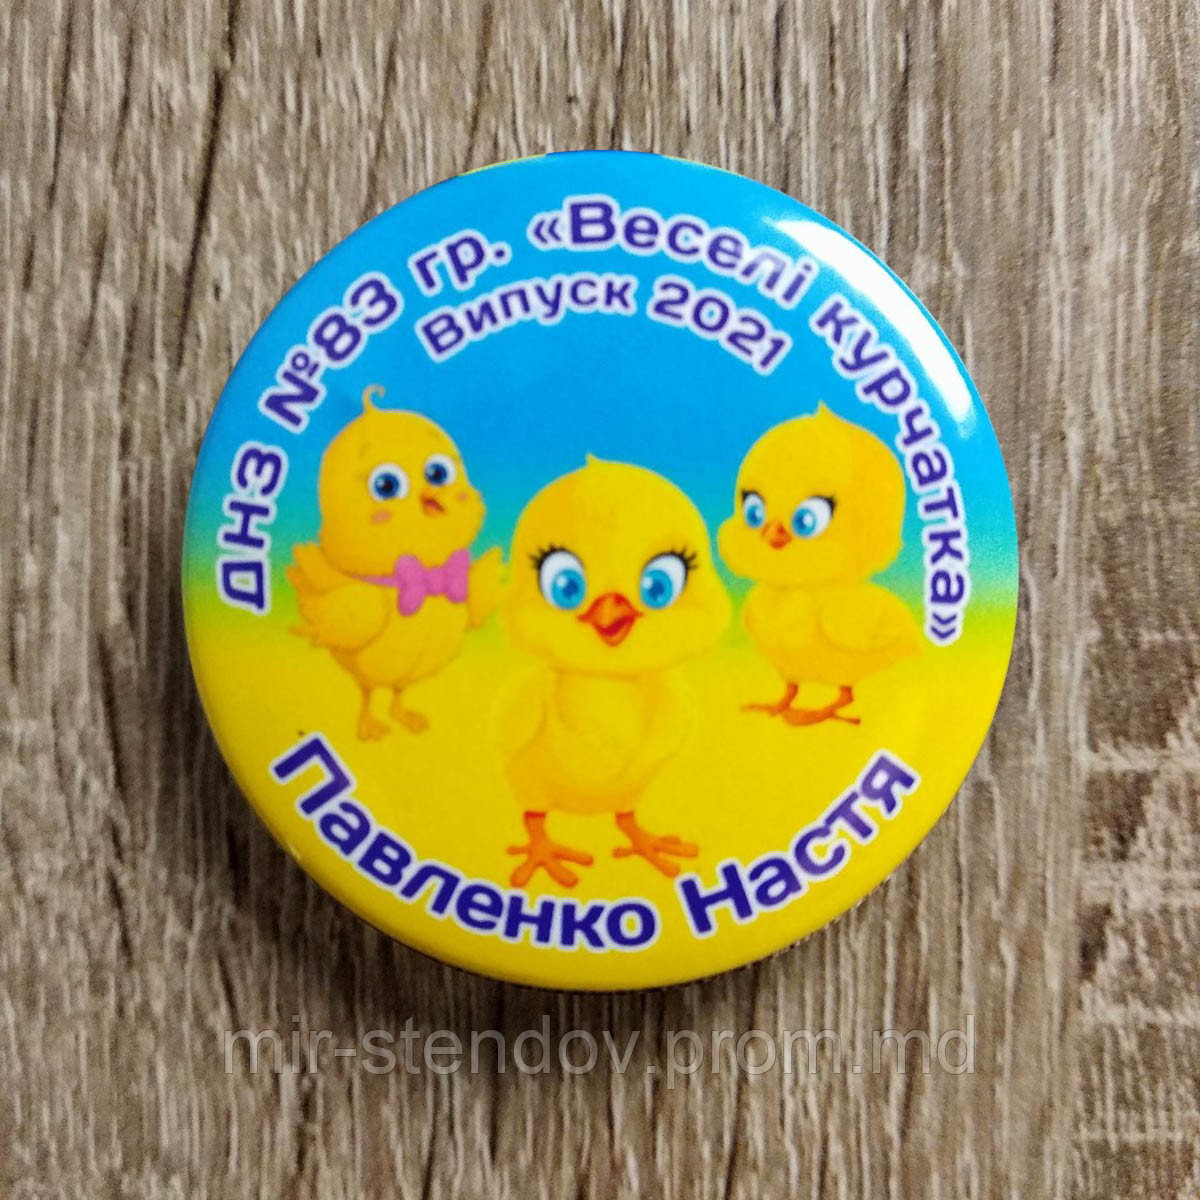 ДНЗ №83 гр. «Веселі курчатка»
Випуск 2021
Павленко Настя
mir-stendov.prom.md